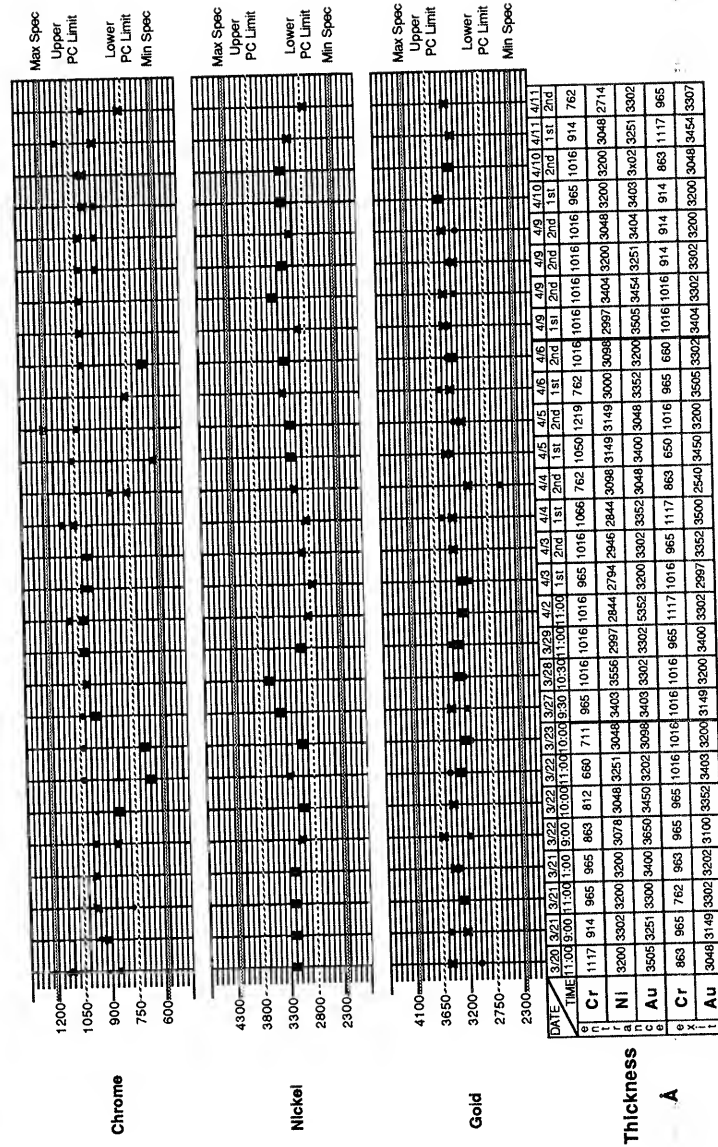 Chrome
1200
1050
900
750
600
Max Spec
Upper
PC Limit
Lower
PC Limit
Min Spec
Nickel
4300
3800
3300
2800
2300
Max Spec
Upper
PC Limit
Lower
PC Limit
Min Spec
Gold
4100
3650
3200
2750
2300
Max Spec
Upper
PC Limit
Lower
PC Limit
Min Spec
DATE 3/20 3/21 3/21 3/21 3/22 3/22 3/22 3/23 3/27 3/28 3/29 4/2 4/3 4/3 4/4 4/4 4/5 4/5 4/6 4/6 4/9 4/9 4/9 4/9 4/10 4/10 4/11 4/11
TIME 11:00 9:00 11:00 1:00 9:00 10:00 11:00 10:00 9:30 10:30 11:00 11:00 1st 2nd 1st 2nd 1st 2nd 1st 2nd 1st 2nd 2nd 2nd 1st 2nd 1st 2nd
Thickness
Å
entrance
Cr 1117 914 965 965 863 812 660 711 965 1016 1016 1016 965 1016 1066 762 1050 1219 762 1016 1016 1016 1016 1016 965 1016 914 762
Ni 3200 3302 3200 3200 3078 3048 3251 3048 3403 3556 2997 2844 2794 2946 2844 3098 3149 3149 3000 3098 2997 3404 3200 3048 3200 3200 3048 2714
Au 3505 3251 3300 3400 3650 3450 3202 3098 3403 3302 3302 5352 3200 3302 3352 3048 3400 3048 3352 3200 3505 3454 3251 3404 3403 3x02 3251 3302
exit
Cr 863 965 762 963 965 965 1016 1016 1016 1016 965 1117 1016 965 1117 863 650 1016 965 660 1016 1016 914 914 914 863 1117 965
Au 3048 3149 3302 3202 3100 3352 3403 3200 3149 3200 3400 3302 2997 3352 3500 2540 3450 3200 3505 3302 3404 3302 3302 3200 3200 3048 3454 3307